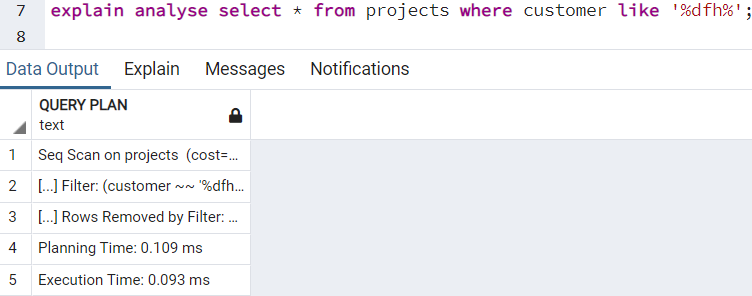 7 explain analyse select * from projects where customer like '%dfh%';
8
Data Output Explain Messages Notifications
QUERY PLAN
text
1 Seq Scan on projects (cost=...
2 [...] Filter: (customer ~~ '%dfh...
3 [...] Rows Removed by Filter: ...
4 Planning Time: 0.109 ms
5 Execution Time: 0.093 ms